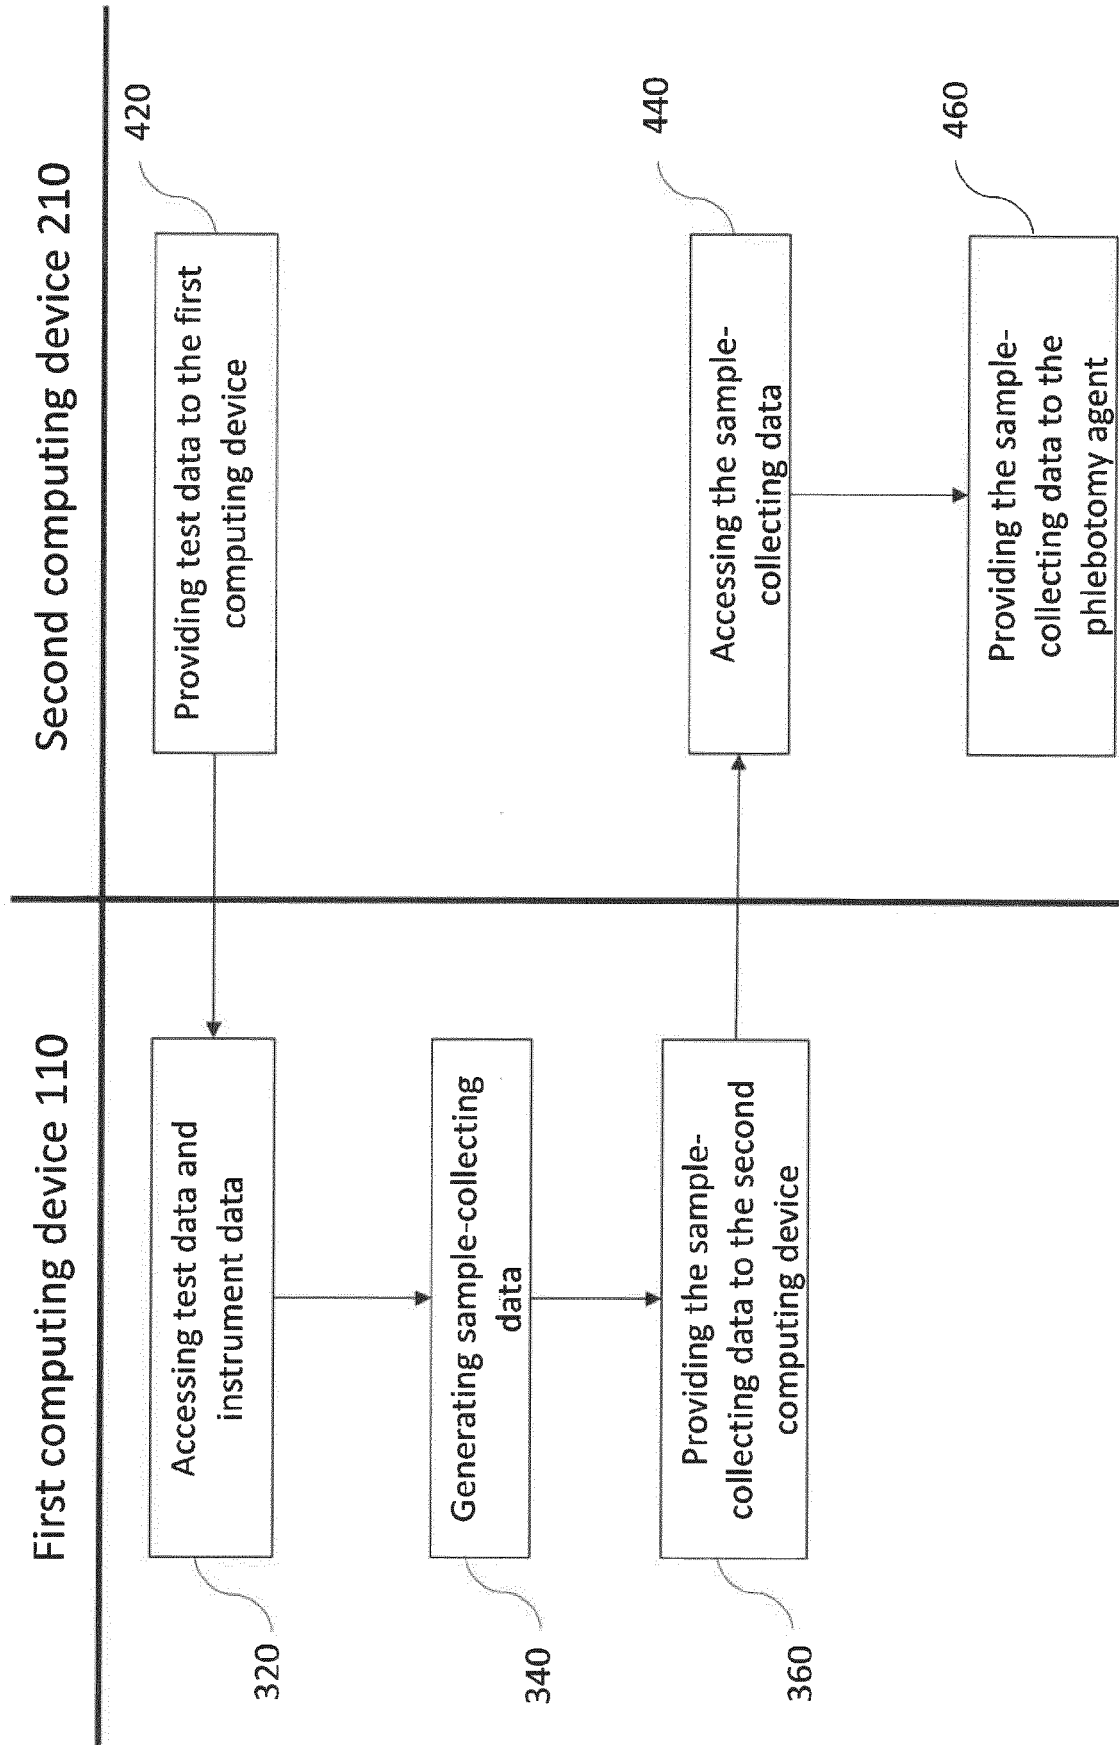 First computing device 110
Second computing device 210
Accessing test data and
instrument data
320
Providing test data to the first
computing device
420
Generating sample-collecting
data
340
Providing the sample-
collecting data to the second
computing device
360
Accessing the sample-
collecting data
440
Providing the sample-
collecting data to the
phlebotomy agent
460